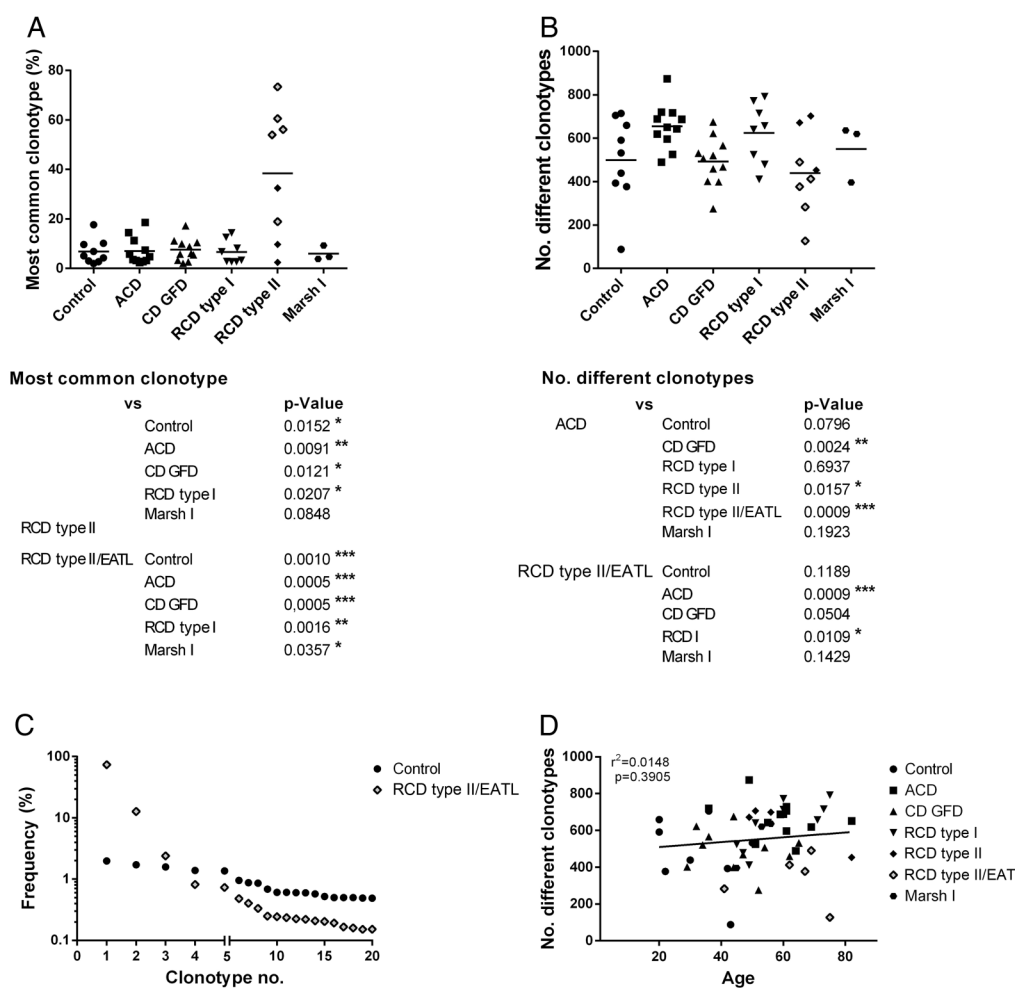 A
Most common clonotype (%)
80
60
40
20
0
Control
ACD
CD GFD
RCD type I
RCD type II
Marsh I
B
No. different clonotypes
1000
800
600
400
200
0
Control
ACD
CD GFD
RCD type I
RCD type II
Marsh I
Most common clonotype
vs p-Value
Control 0.0152 *
ACD 0.0091 **
CD GFD 0.0121 *
RCD type I 0.0207 *
Marsh I 0.0848
RCD type II
RCD type II/EATL Control 0.0010 ***
ACD 0.0005 ***
CD GFD 0,0005 ***
RCD type I 0.0016 **
Marsh I 0.0357 *
No. different clonotypes
vs p-Value
ACD Control 0.0796
CD GFD 0.0024 **
RCD type I 0.6937
RCD type II 0.0157 *
RCD type II/EATL 0.0009 ***
Marsh I 0.1923
RCD type II/EATL Control 0.1189
ACD 0.0009 ***
CD GFD 0.0504
RCD I 0.0109 *
Marsh I 0.1429
C
Frequency (%)
100
10
1
0.1
0 1 2 3 4 5 10 15 20
Clonotype no.
Control
RCD type II/EATL
D
No. different clonotypes
1000
800
600
400
200
0
r²=0.0148
p=0.3905
20 40 60 80
Age
Control
ACD
CD GFD
RCD type I
RCD type II
RCD type II/EAT
Marsh I